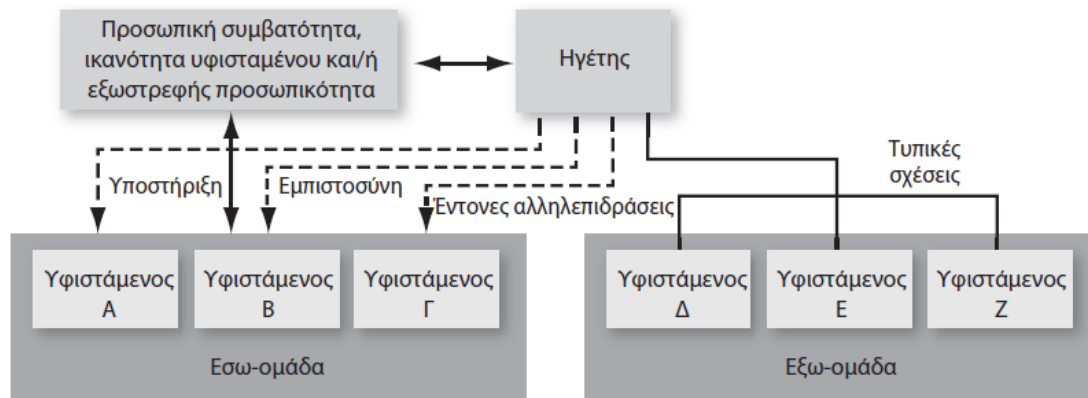 Προσωπική συμβατότητα,
ικανότητα υφισταμένου και/ή
εξωστρεφής προσωπικότητα
Ηγέτης
Υποστήριξη
Εμπιστοσύνη
Έντονες αλληλεπιδράσεις
Τυπικές
σχέσεις
Υφιστάμενος
Α
Υφιστάμενος
Β
Υφιστάμενος
Γ
Εσω-ομάδα
Υφιστάμενος
Δ
Υφιστάμενος
Ε
Υφιστάμενος
Ζ
Εξω-ομάδα